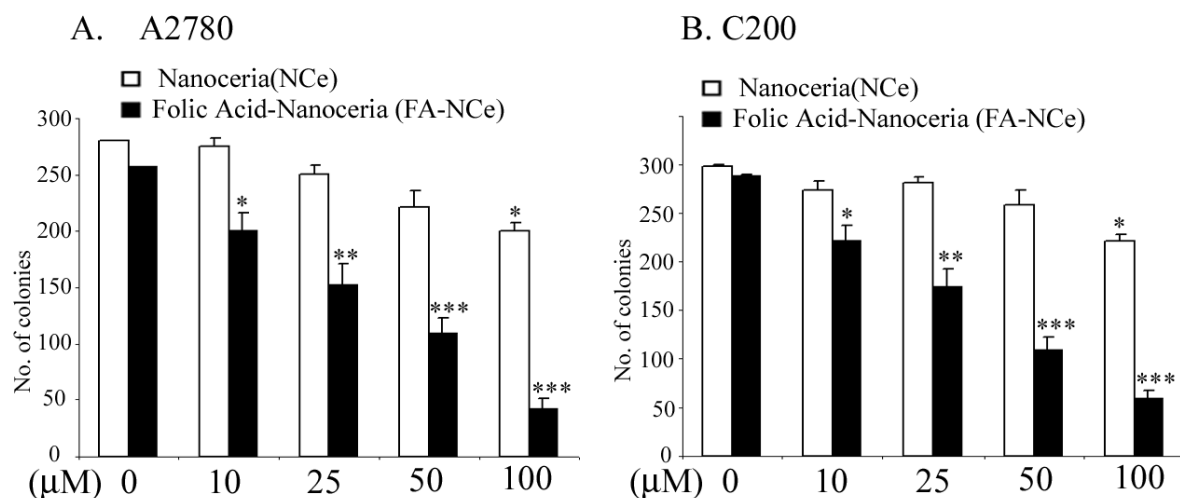 A. A2780
Nanoceria(NCe)
Folic Acid-Nanoceria (FA-NCe)
No. of colonies
300
250
200
150
100
50
0
*
**
***
*
***
(μM) 0 10 25 50 100
B. C200
Nanoceria(NCe)
Folic Acid-Nanoceria (FA-NCe)
No. of colonies
300
250
200
150
100
50
0
*
**
***
*
***
(μM) 0 10 25 50 100